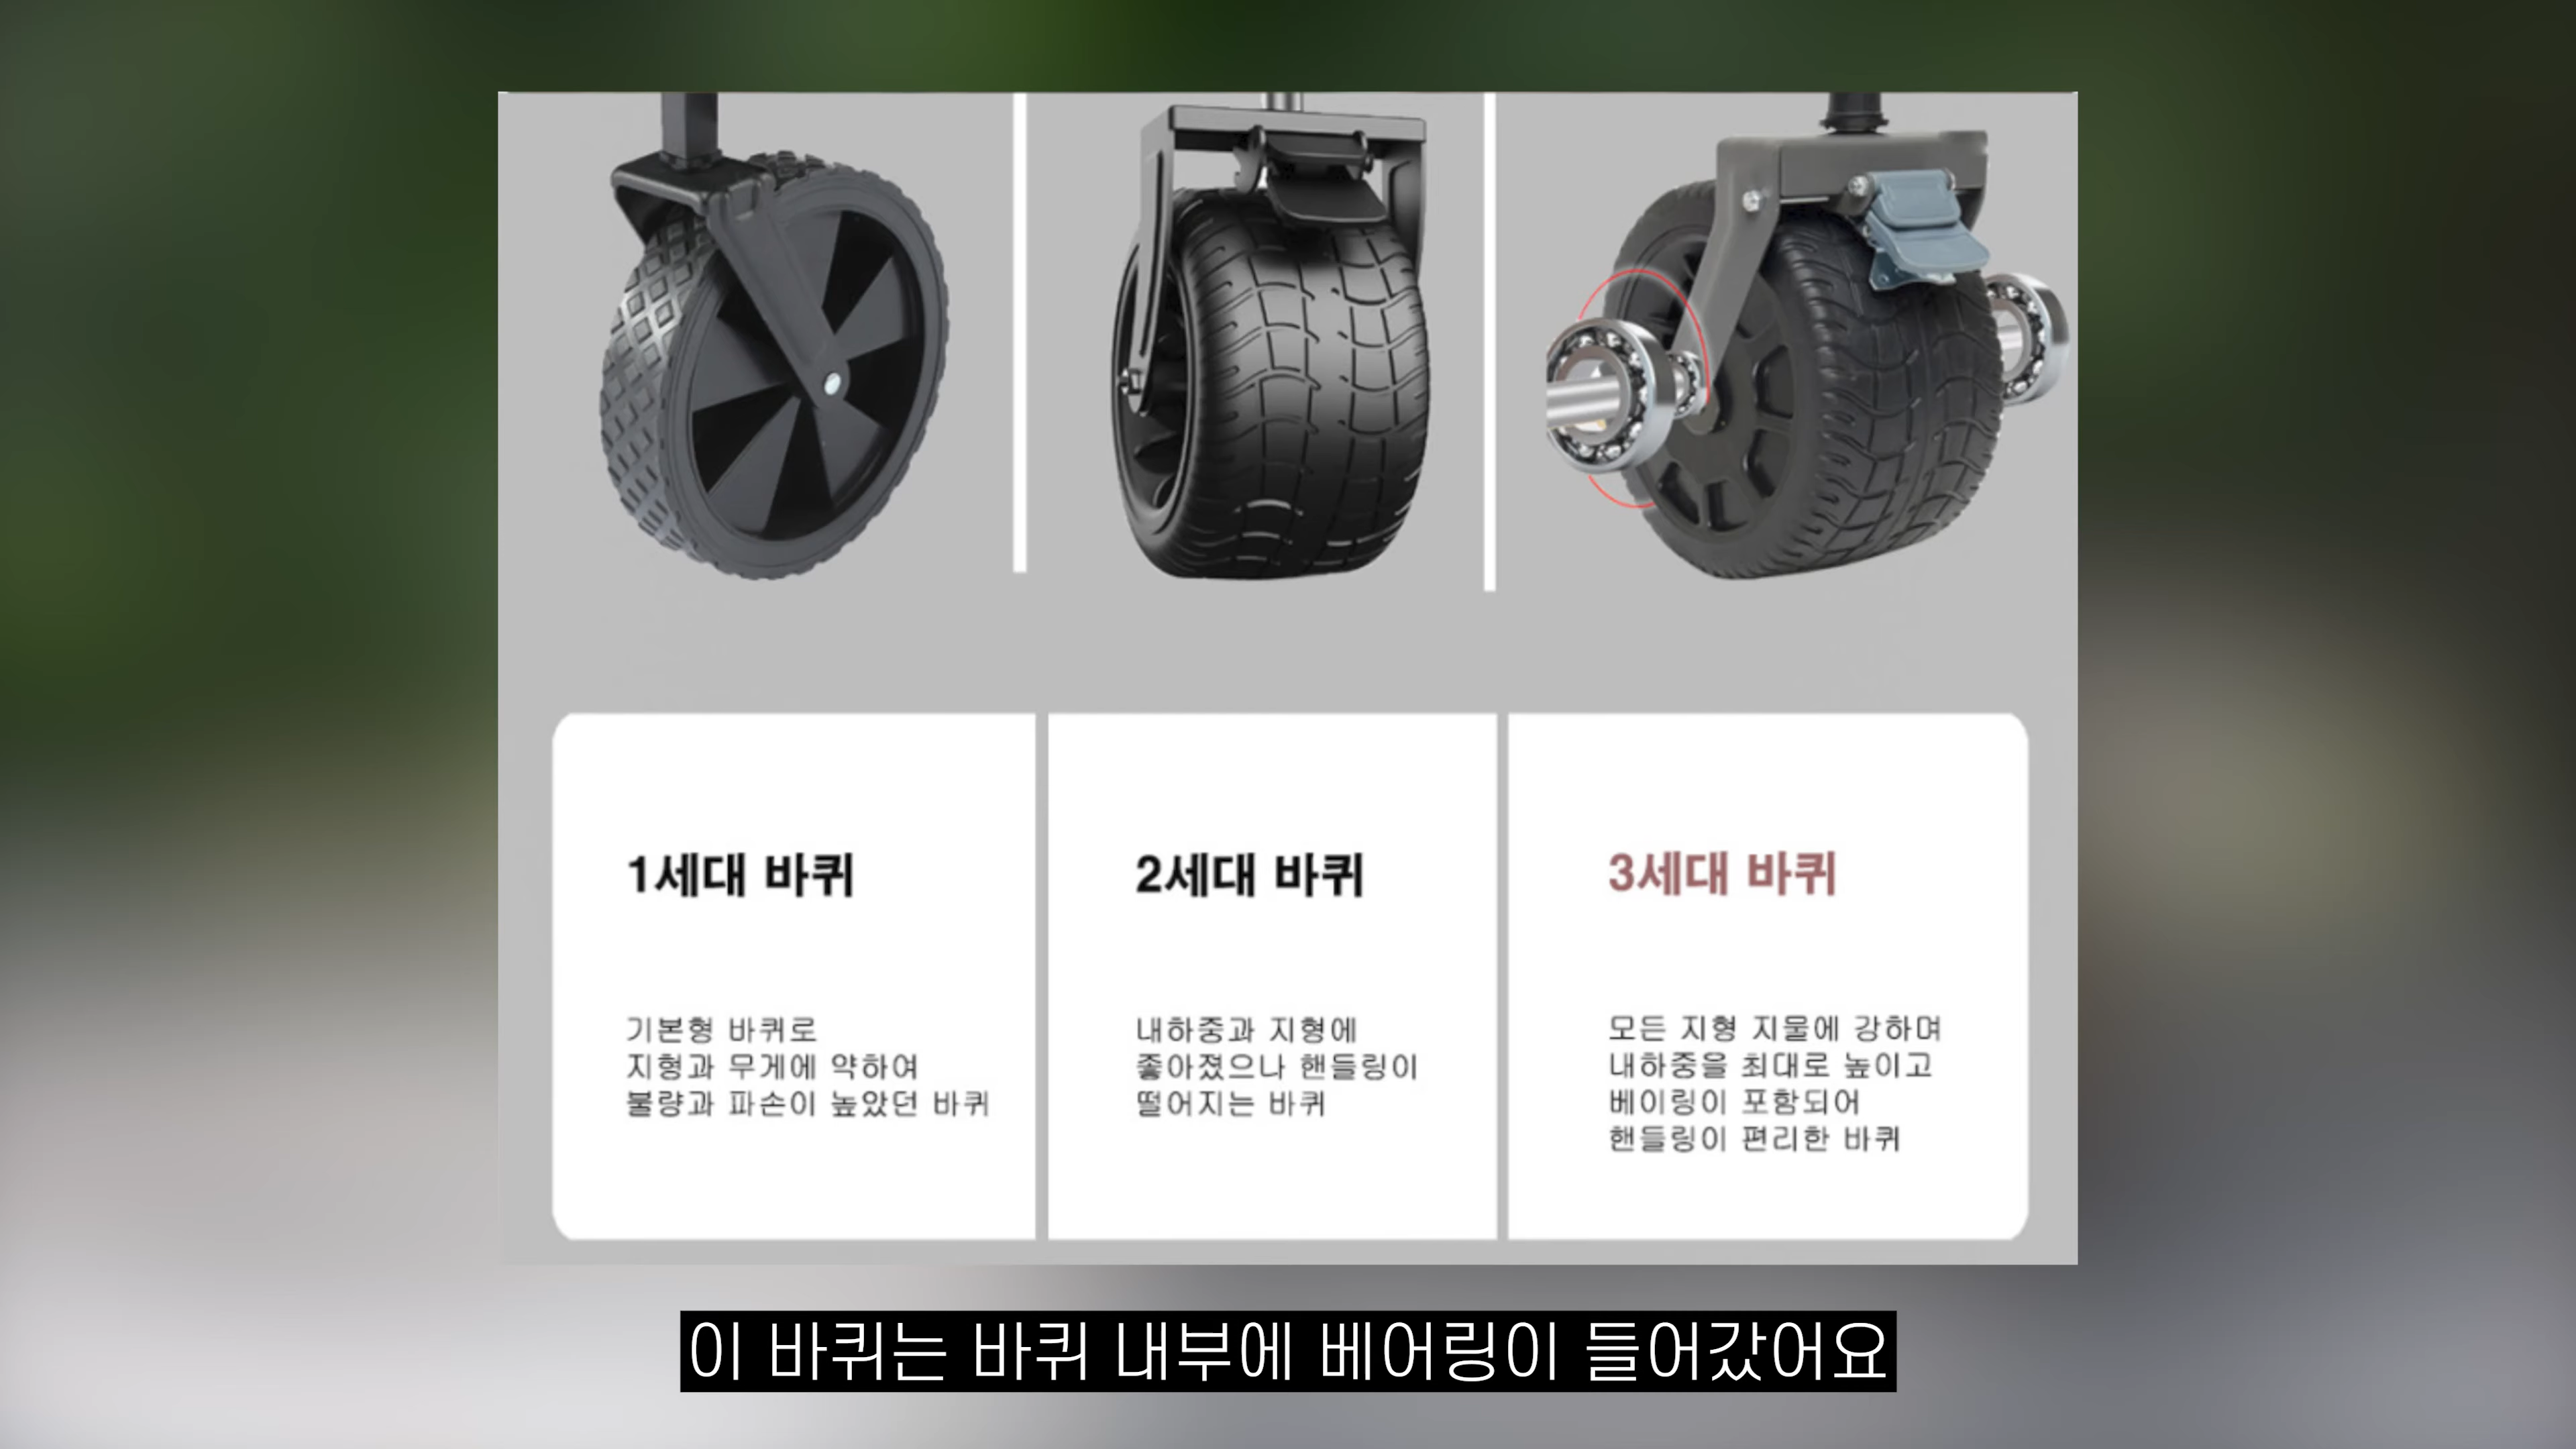 1세대 바퀴
기본형 바퀴로
지형과 무게에 약하여
불량과 파손이 높았던 바퀴
2세대 바퀴
내하중과 지형에
좋아졌으나 핸들링이
떨어지는 바퀴
3세대 바퀴
모든 지형 지물에 강하며
내하중을 최대로 높이고
베이링이 포함되어
핸들링이 편리한 바퀴
이 바퀴는 바퀴 내부에 베어링이 들어갔어요